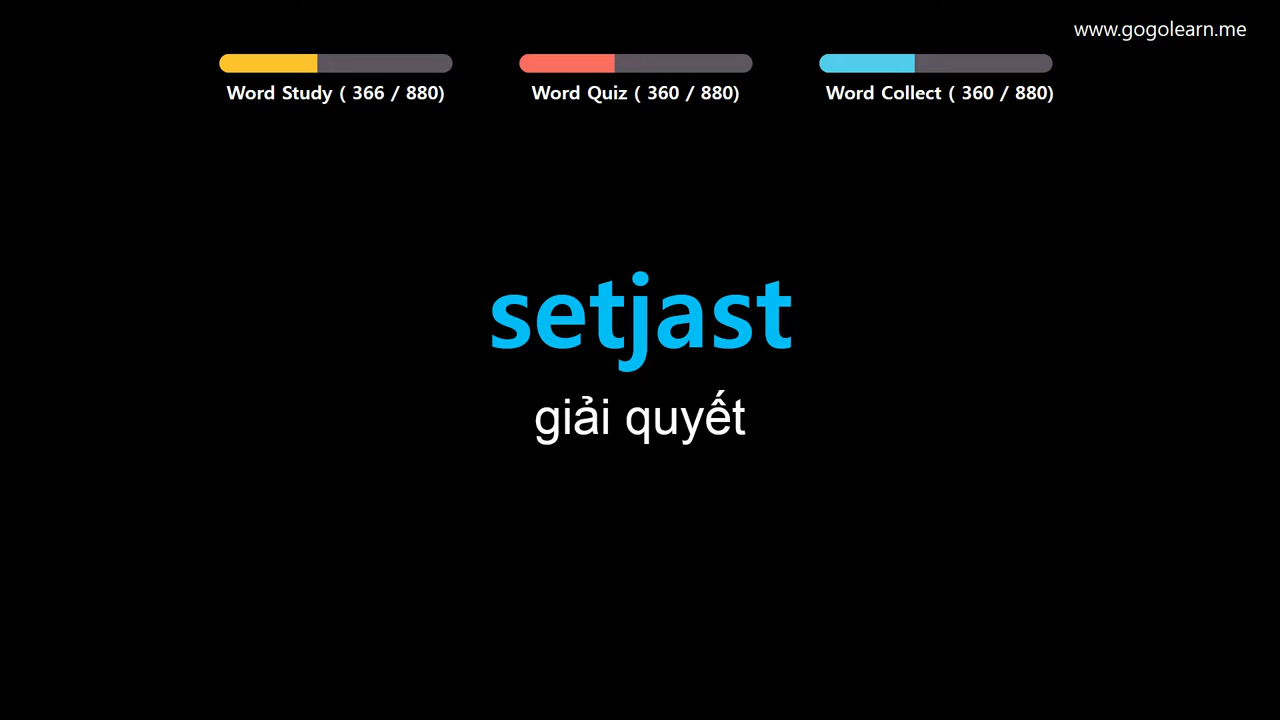 www.gogolearn.me
Word Study ( 366 / 880)
Word Quiz ( 360 / 880)
Word Collect ( 360 / 880)
setjast
giải quyết